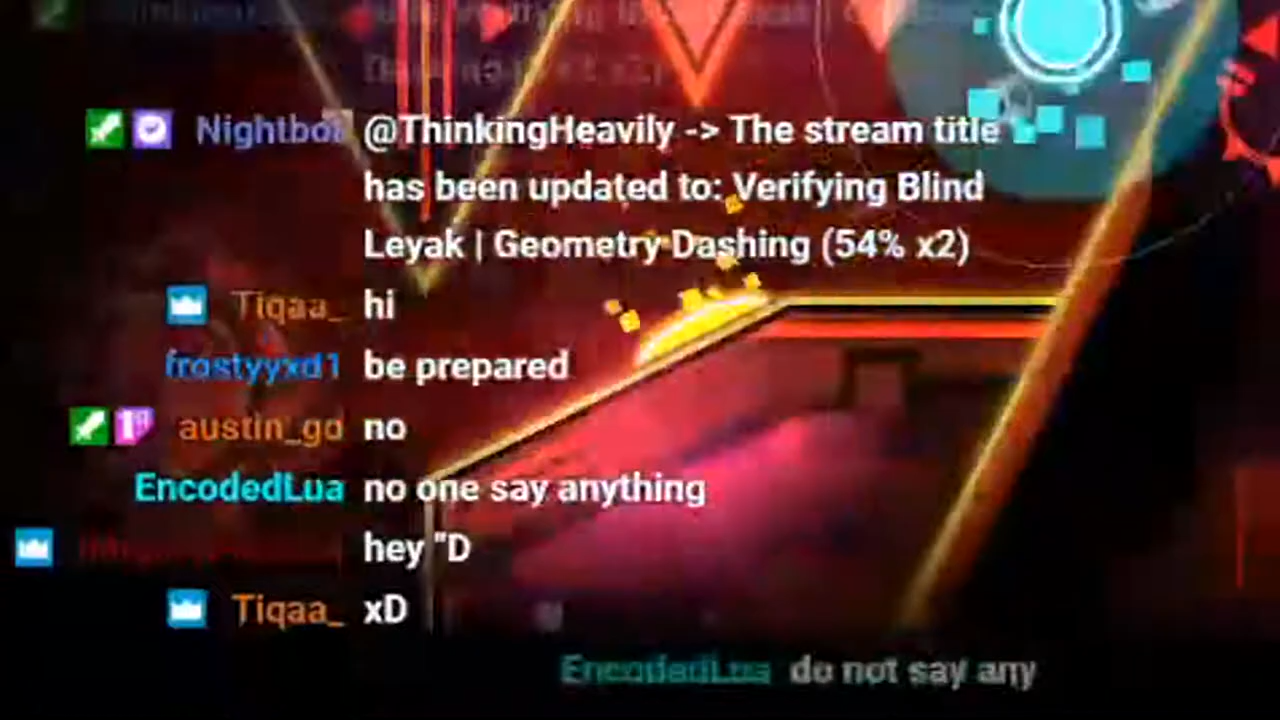 Nightbot @ThinkingHeavily -> The stream title
has been updated to: Verifying Blind
Leyak | Geometry Dashing (54% x2)
Tiqaa_ hi
frostyyxd1 be prepared
austin_gd no
EncodedLua no one say anything
hey "D
Tiqaa_ xD
EncodedLua do not say any